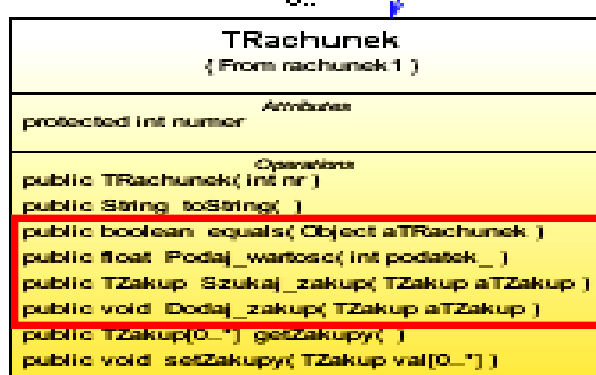 0..
TRachunek
{ From rachunek1 }
Attributes
protected int numer
Operations
public TRachunek( int nr )
public String toString( )
public boolean equals( Object aTRachunek )
public float Podaj_wartosc( int podatek_ )
public TZakup Szukaj_zakup( TZakup aTZakup )
public void Dodaj_zakup( TZakup aTZakup )
public TZakup[0..*] getZakupy( )
public void setZakupy( TZakup val[0..*] )